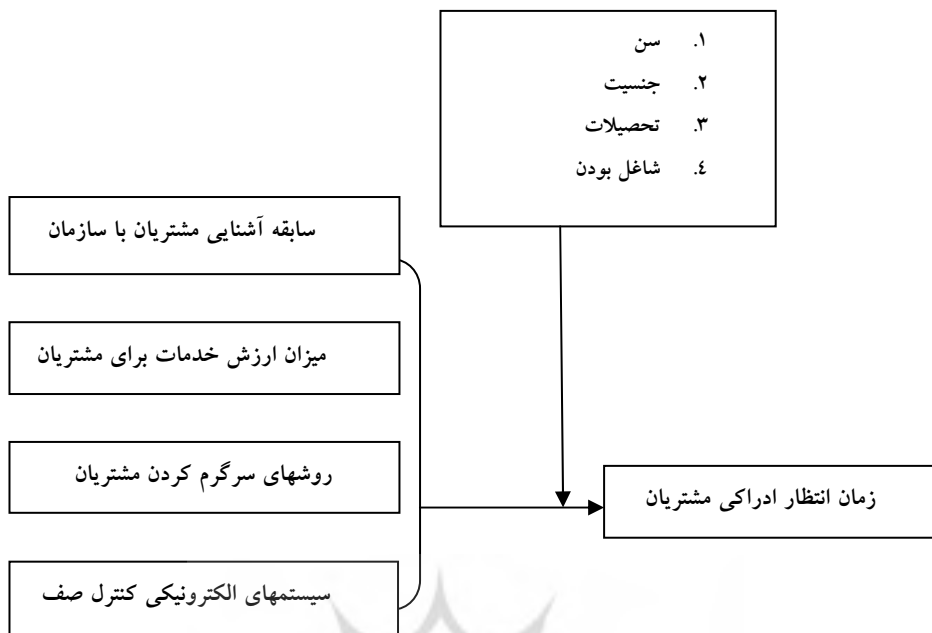 ۱. سن
۲. جنسیت
۳. تحصیلات
٤. شاغل بودن
سابقه آشنایی مشتریان با سازمان
میزان ارزش خدمات برای مشتریان
روشهای سرگرم کردن مشتریان
زمان انتظار ادراکی مشتریان
سیستمهای الکترونیکی کنترل صف